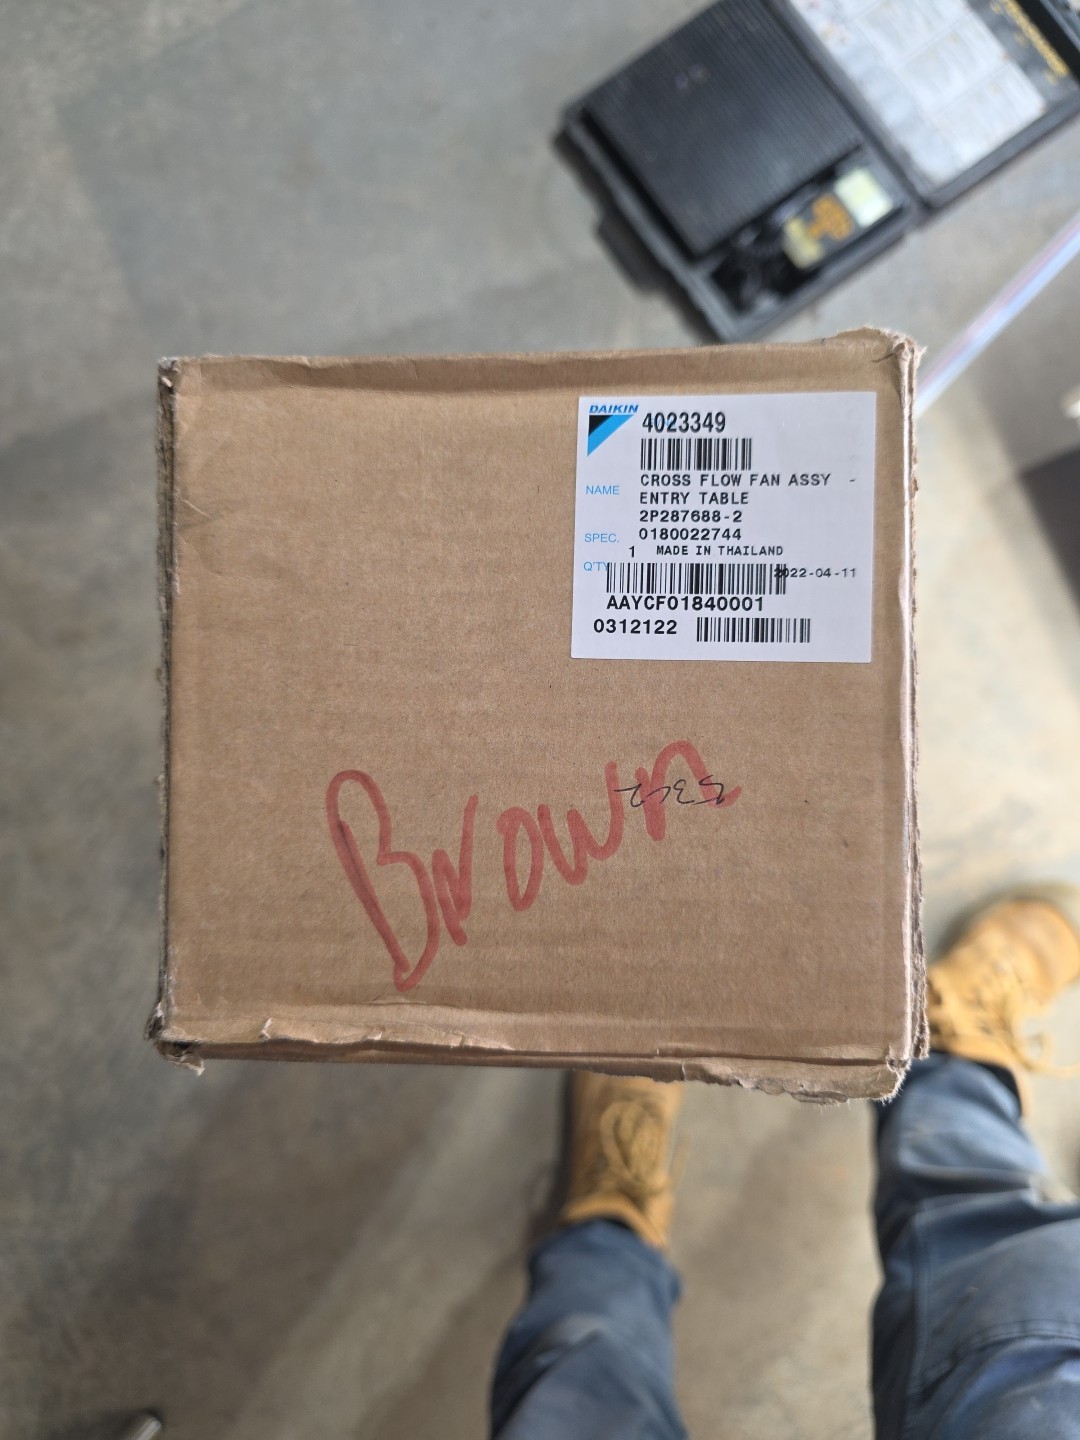 DAIKIN
4023349
NAME CROSS FLOW FAN ASSY -
ENTRY TABLE
2P287688-2
SPEC. 0180022744
Q'TY 1 MADE IN THAILAND
2022-04-11
AAYCF01840001
0312122
Brown